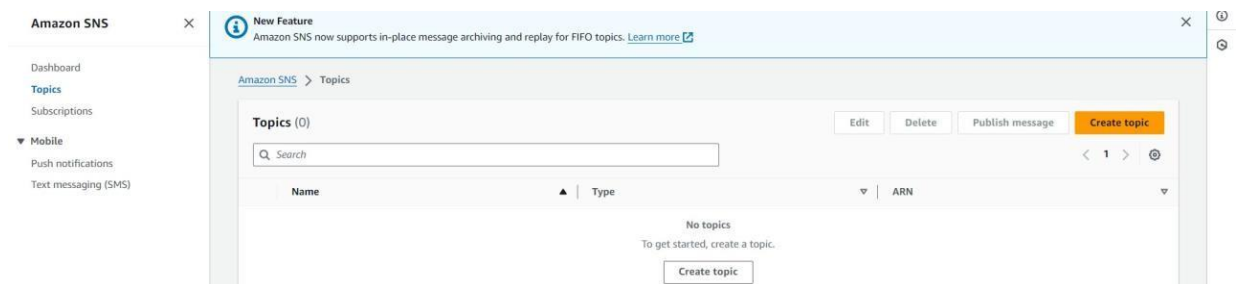 Amazon SNS
New Feature
Amazon SNS now supports in-place message archiving and replay for FIFO topics. Learn more
Dashboard
Topics
Subscriptions
Mobile
Push notifications
Text messaging (SMS)
Amazon SNS > Topics
Topics (0)
Edit Delete Publish message Create topic
Search
< 1 >
Name Type ARN
No topics
To get started, create a topic.
Create topic